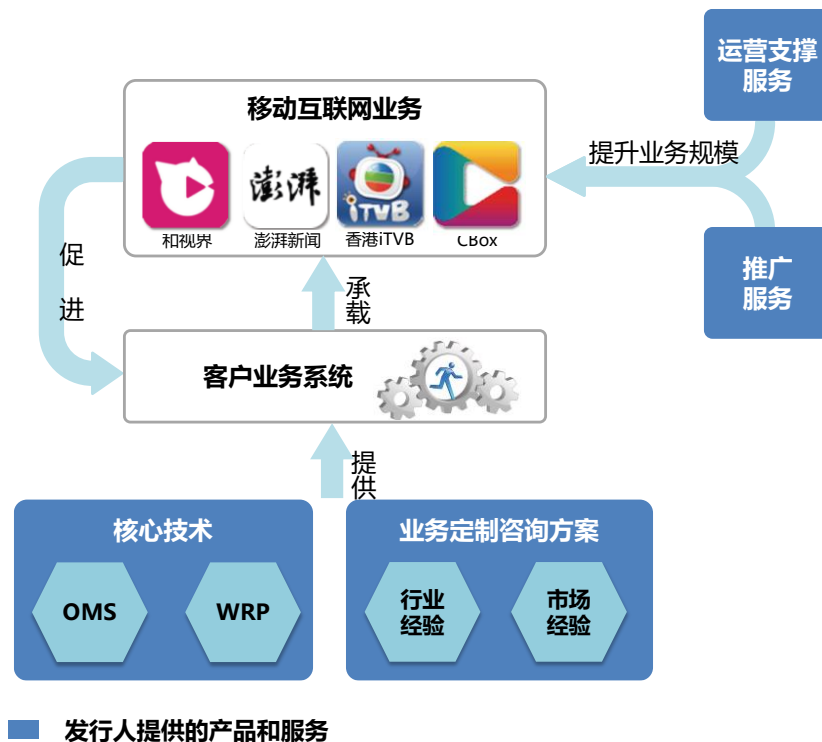 运营支撑
服务
移动互联网业务
提升业务规模
澎湃
iTVB
和视界
澎湃新闻
香港iTVB
CBox
促
进
承
载
推广
服务
客户业务系统
提
供
核心技术
业务定制咨询方案
OMS
WRP
行业
经验
市场
经验
发行人提供的产品和服务